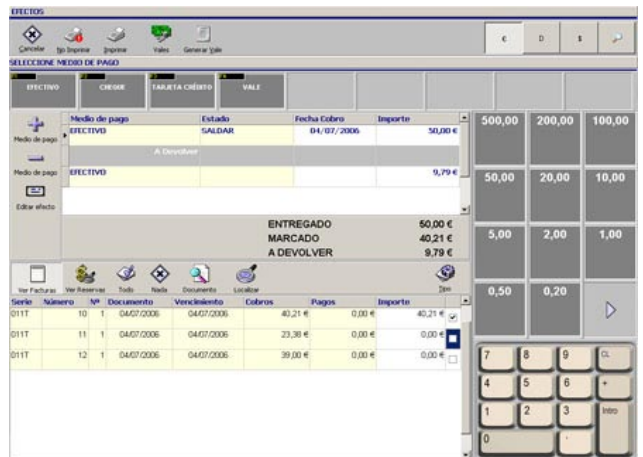 EFECTOS
Cancelar No Imprime Imprime Vales Generar Vale
€ D $
SELECCIONE MEDIO DE PAGO
EFECTIVO CHEQUE TARJETA CRÉDITO VALE
Medio de pago Estado Fecha Cobro Importe
EFECTIVO SALDAR 04/07/2006 50,00 €
A Devolver
EFECTIVO 9,79 €
Medio de pago
Medio de pago
Editar efecto
ENTREGADO 50,00 €
MARCADO 40,21 €
A DEVOLVER 9,79 €
Ver Facturas Ver Reservas Todo Nada Documento Localizar
Serie Número Nº Documento Vencimiento Cobros Pagos Importe
011T 10 1 04/07/2006 04/07/2006 40,21 € 0,00 € 40,21 €
011T 11 1 04/07/2006 04/07/2006 23,38 € 0,00 € 0,00 €
011T 12 1 04/07/2006 04/07/2006 39,00 € 0,00 € 0,00 €
500,00 200,00 100,00
50,00 20,00 10,00
5,00 2,00 1,00
0,50 0,20
7 8 9 CL
4 5 6 +
1 2 3 Intro
0 .